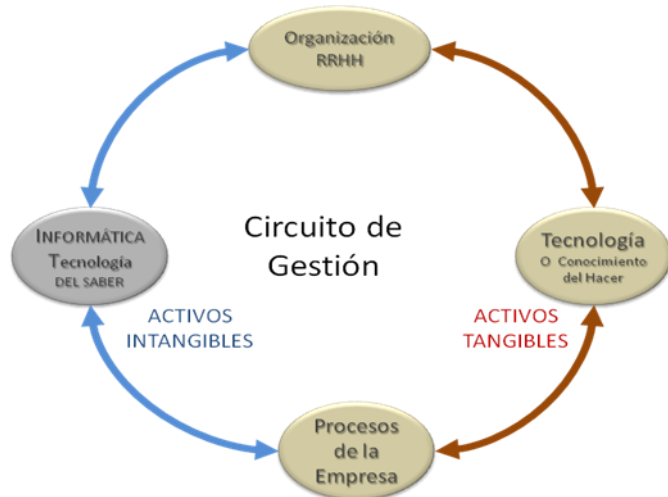 Organización
RRHH
INFORMÁTICA
Tecnología
DEL SABER
Circuito de
Gestión
Tecnología
O Conocimiento
del Hacer
ACTIVOS
INTANGIBLES
ACTIVOS
TANGIBLES
Procesos
de la
Empresa